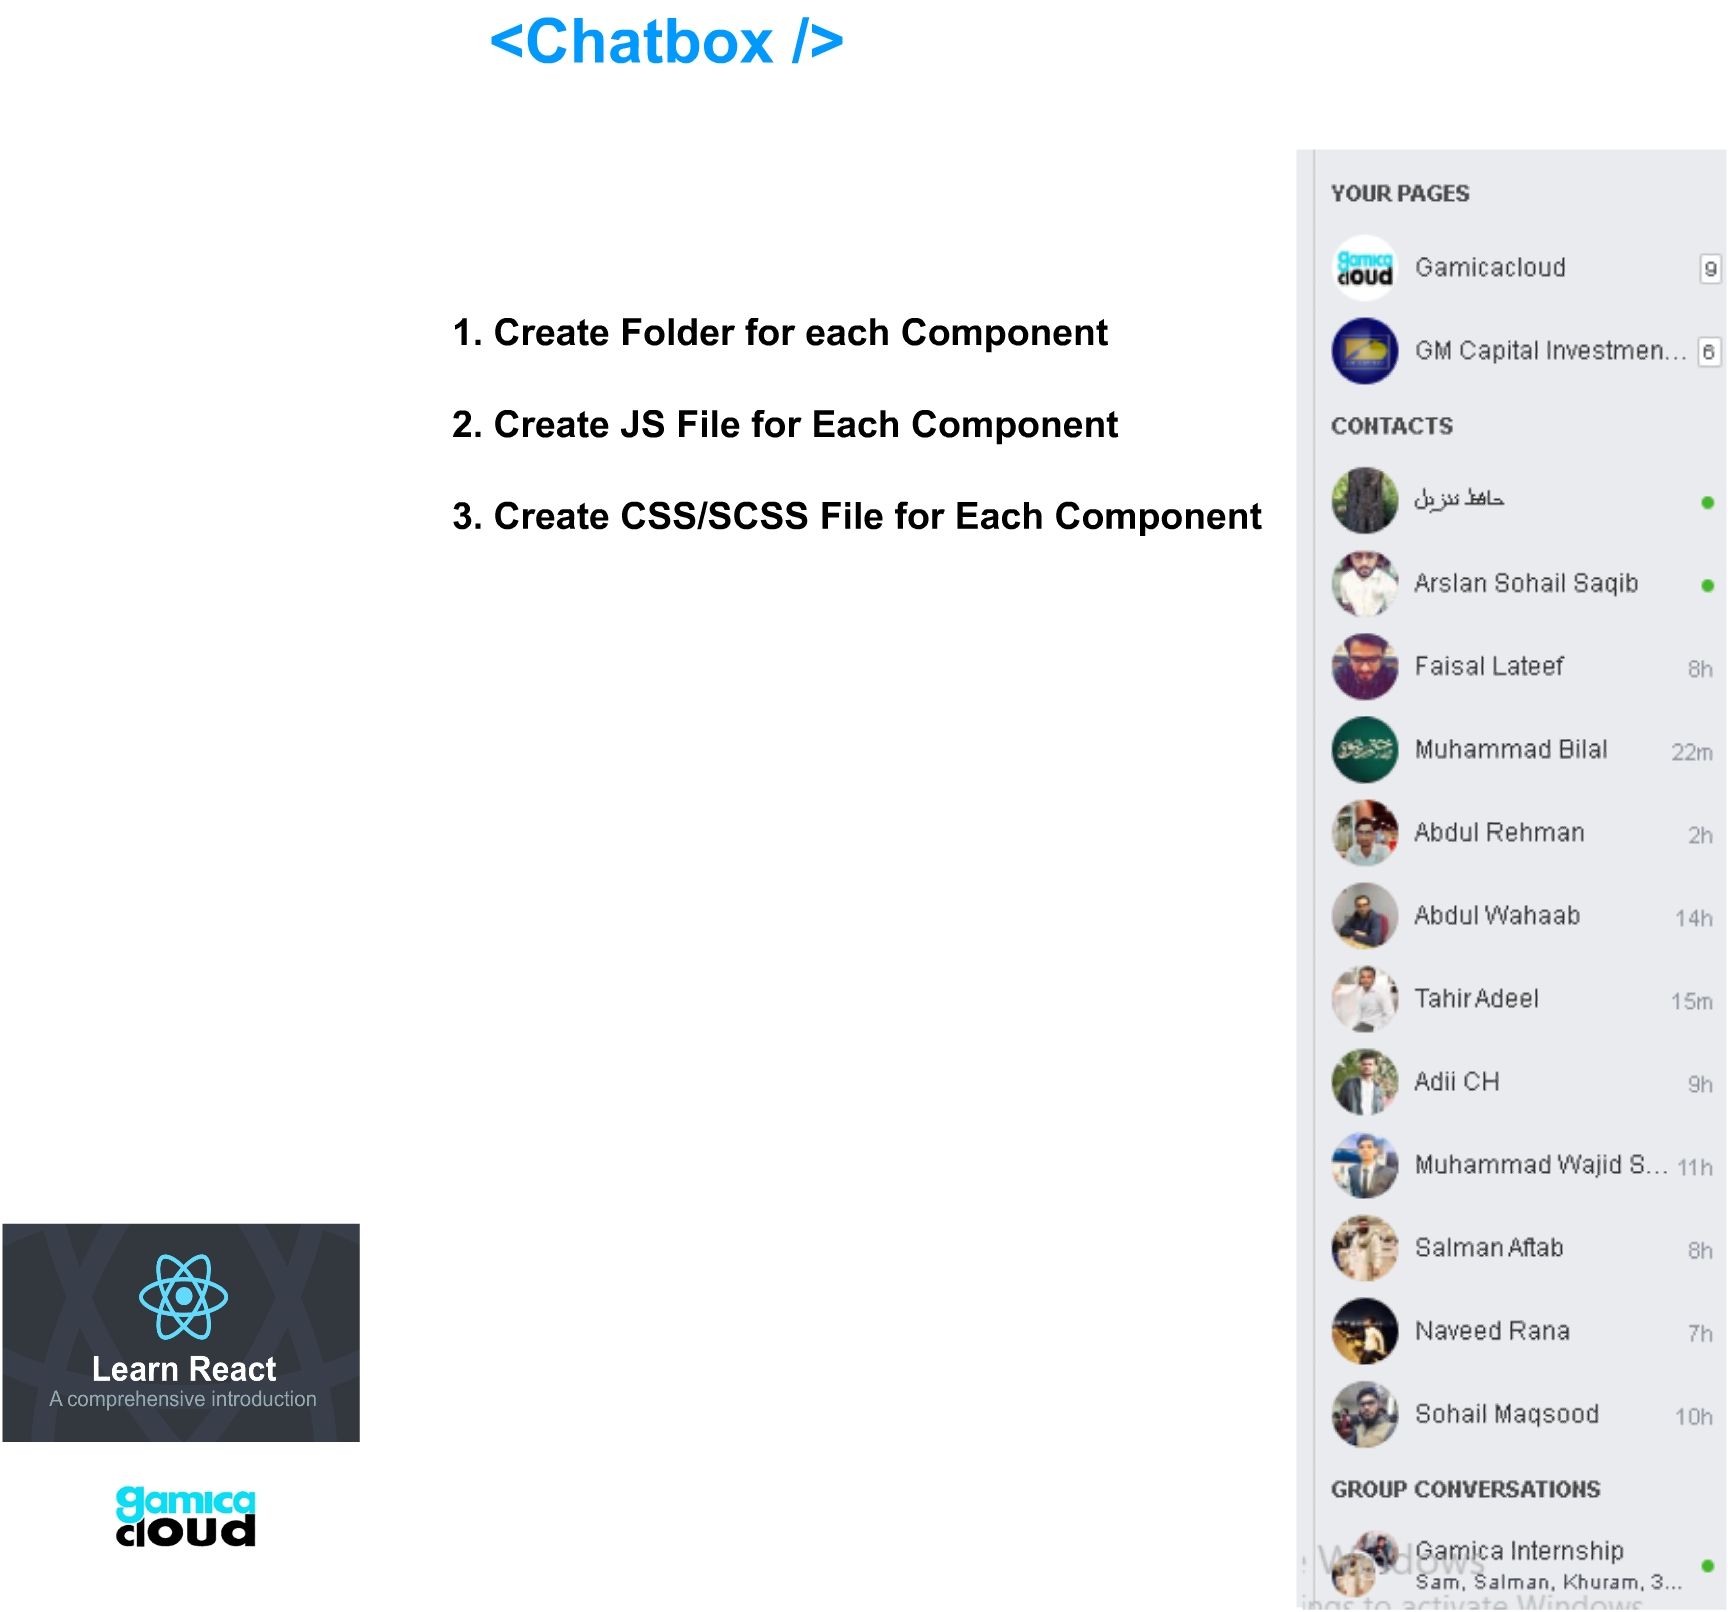 <Chatbox />
1. Create Folder for each Component
2. Create JS File for Each Component
3. Create CSS/SCSS File for Each Component
Learn React
A comprehensive introduction
gamica
cloud
YOUR PAGES
gamica
cloud
Gamicacloud 9
GM Capital Investmen... 6
CONTACTS
حافظ تنزيل
Arslan Sohail Saqib
Faisal Lateef 8h
Muhammad Bilal 22m
Abdul Rehman 2h
Abdul Wahaab 14h
Tahir Adeel 15m
Adii CH 9h
Muhammad Wajid S... 11h
Salman Aftab 8h
Naveed Rana 7h
Sohail Maqsood 10h
GROUP CONVERSATIONS
Gamica Internship
Sam, Salman, Khuram, 3...
Windows
to activate Windows